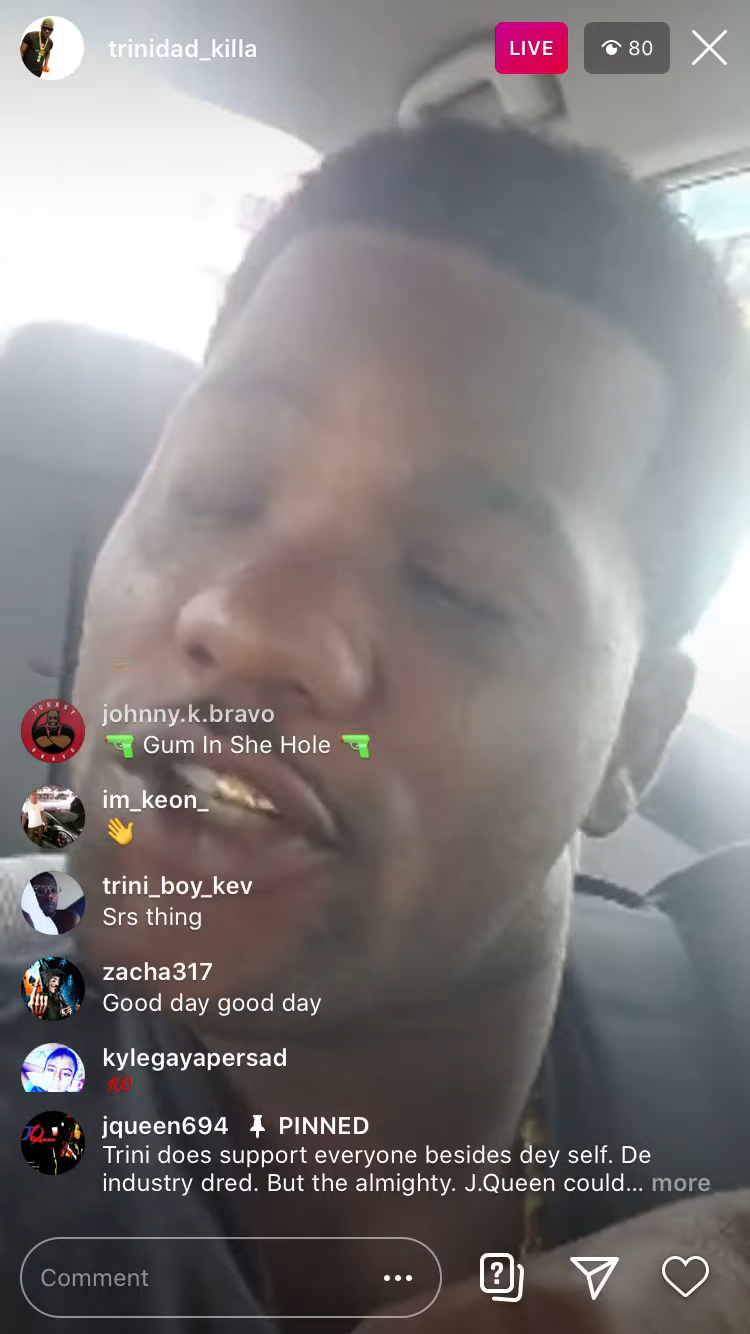 trinidad_killa
LIVE
80
johnny.k.bravo
🔫 Gum In She Hole 🔫
im_keon_
👋
trini_boy_kev
Srs thing
zacha317
Good day good day
kylegayapersad
💯
jqueen694 📌 PINNED
Trini does support everyone besides dey self. De
industry dred. But the almighty. J.Queen could... more
Comment